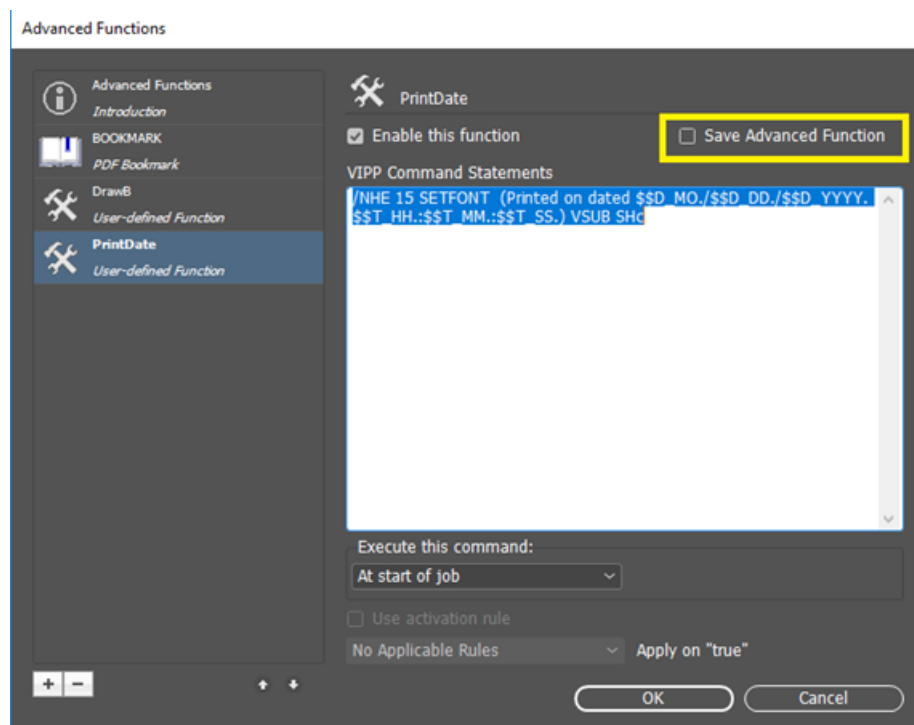 Advanced Functions
Advanced Functions
Introduction
BOOKMARK
PDF Bookmark
DrawB
User-defined Function
PrintDate
User-defined Function
PrintDate
Enable this function
Save Advanced Function
VIPP Command Statements
/NHE 15 SETFONT (Printed on dated $$D_MO./$$D_DD./$$D_YYYY.
$$T_HH.:$$T_MM.:$$T_SS.) VSUB SHc
Execute this command:
At start of job
Use activation rule
No Applicable Rules
Apply on "true"
OK
Cancel